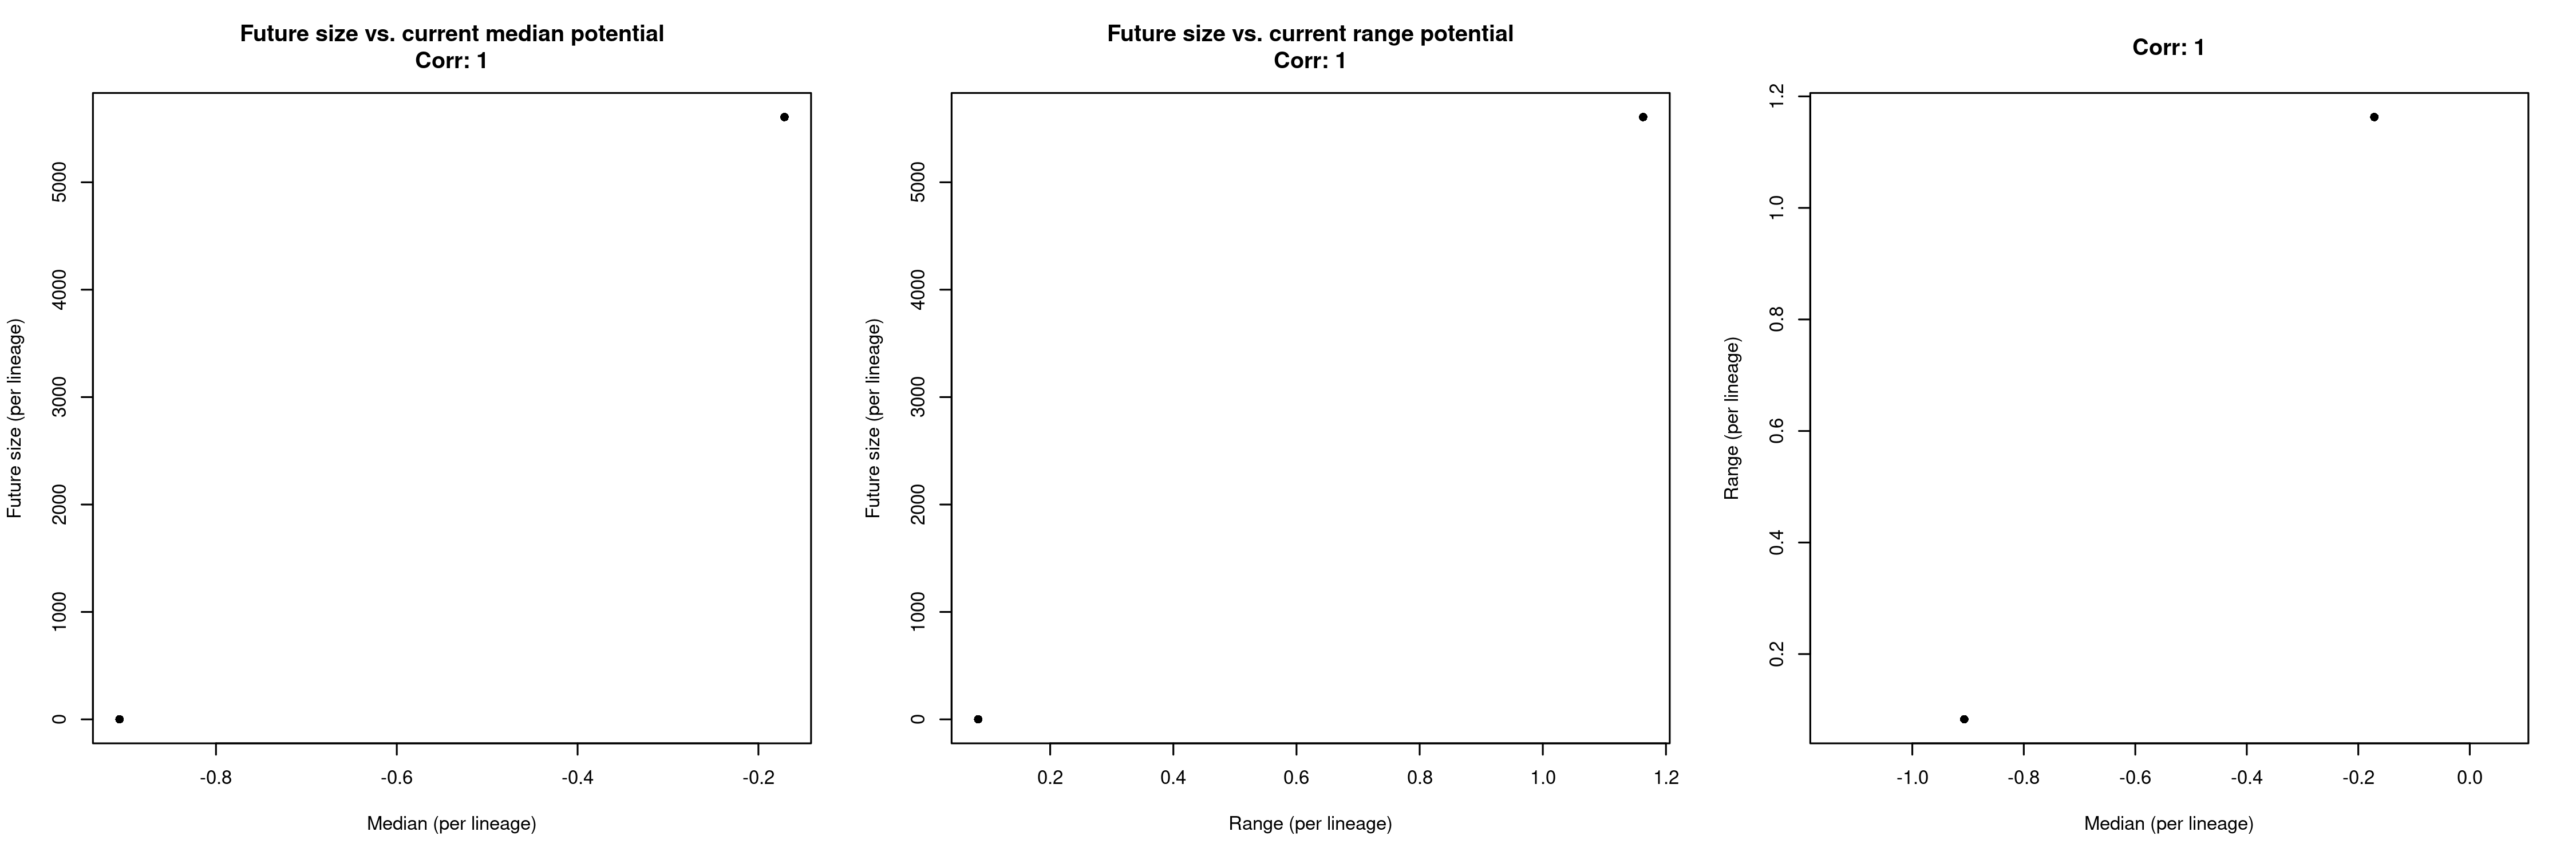 Future size vs. current median potential
Corr: 1
Future size (per lineage)
5000
4000
3000
2000
1000
0
-0.8 -0.6 -0.4 -0.2
Median (per lineage)
Future size vs. current range potential
Corr: 1
Future size (per lineage)
5000
4000
3000
2000
1000
0
0.2 0.4 0.6 0.8 1.0 1.2
Range (per lineage)
Corr: 1
Range (per lineage)
1.2
1.0
0.8
0.6
0.4
0.2
-1.0 -0.8 -0.6 -0.4 -0.2 0.0
Median (per lineage)